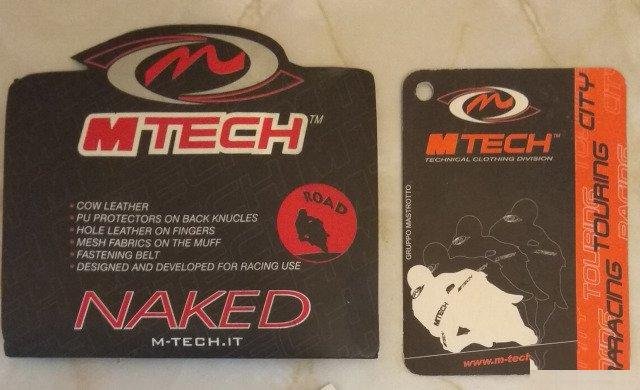 MTECH™
• COW LEATHER
• PU PROTECTORS ON BACK KNUCLES
• HOLE LEATHER ON FINGERS
• MESH FABRICS ON THE MUFF
• FASTENING BELT
• DESIGNED AND DEVELOPED FOR RACING USE
ROAD
NAKED
M-TECH.IT
MTECH™
TECHNICAL CLOTHING DIVISION
GRUPPO MASTROTTO
MTECH
www.m-tech
RACING TOURING CITY
TOURING
RACING
CITY